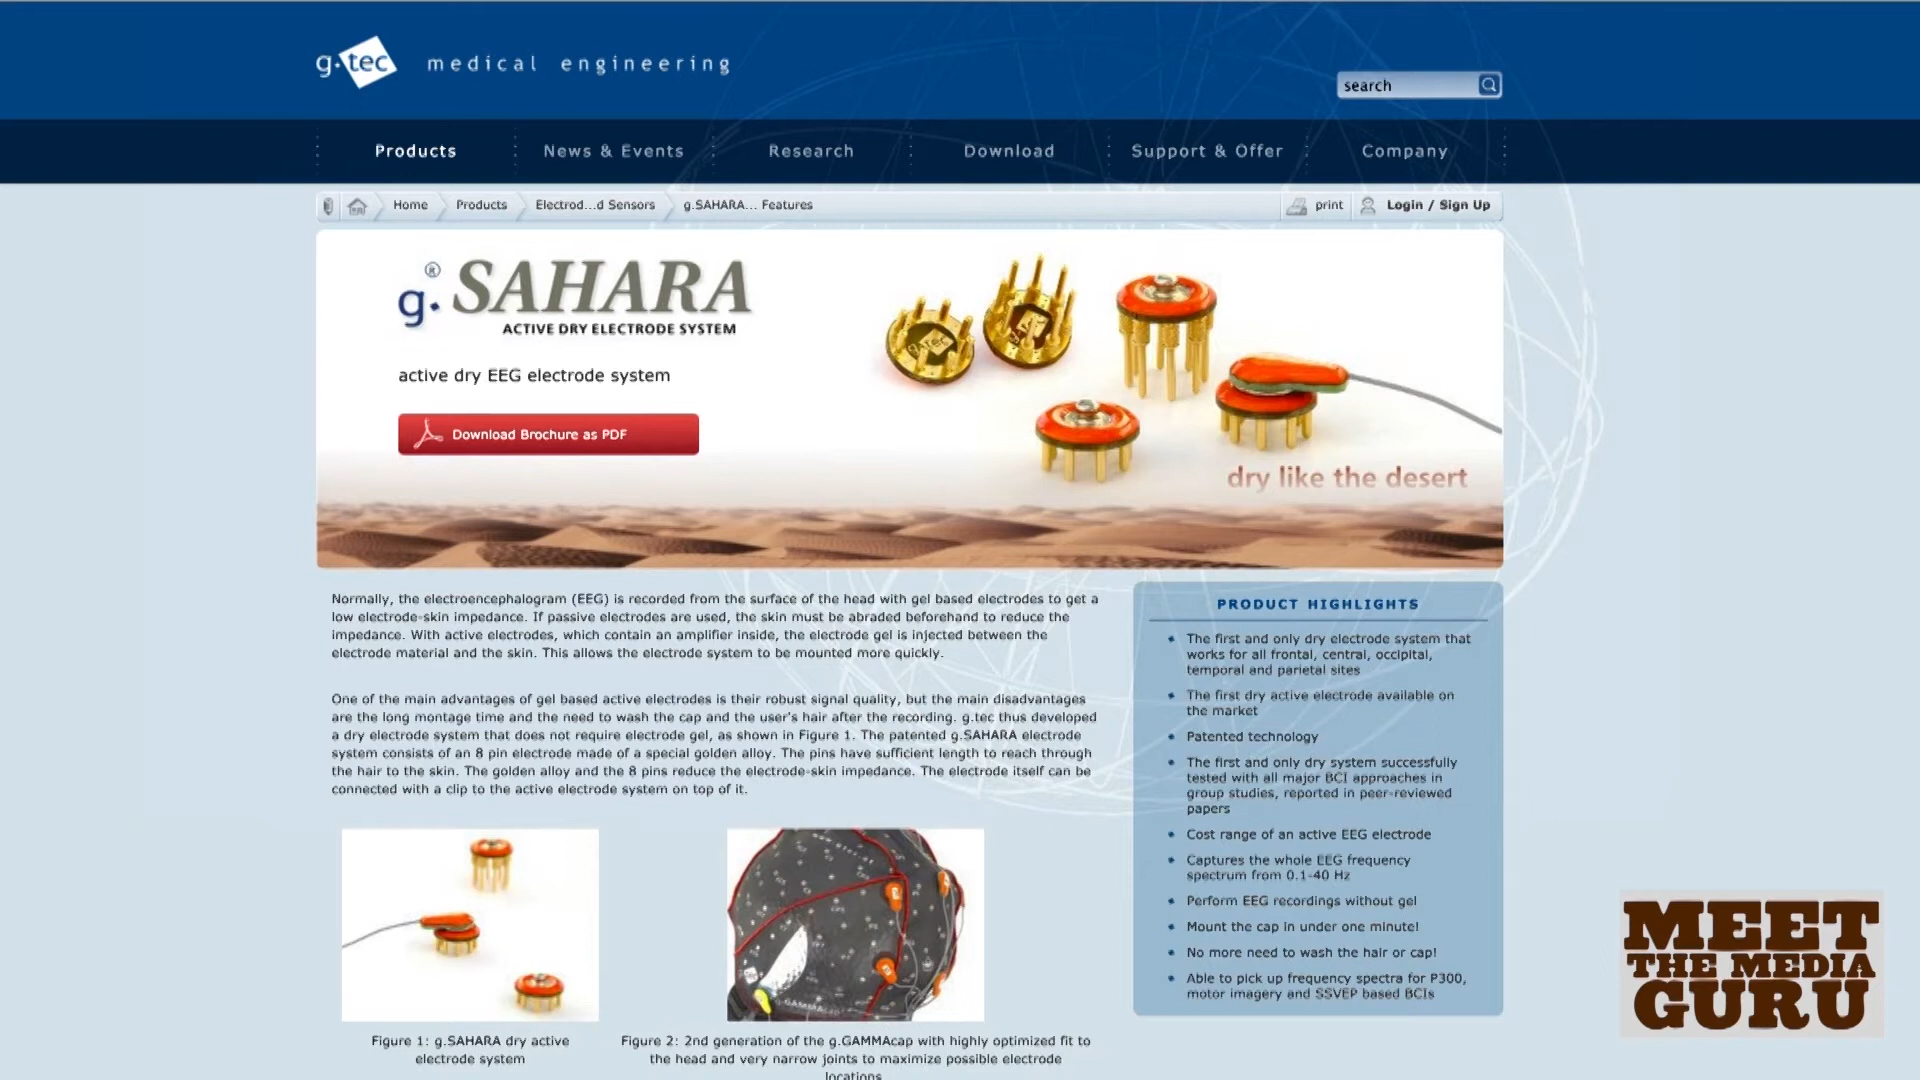 g.tec medical engineering
search
Products News & Events Research Download Support & Offer Company
Home Products Electrod...d Sensors g.SAHARA... Features print Login / Sign Up
g.SAHARA®
ACTIVE DRY ELECTRODE SYSTEM
active dry EEG electrode system
Download Brochure as PDF
dry like the desert
Normally, the electroencephalogram (EEG) is recorded from the surface of the head with gel based electrodes to get a
low electrode-skin impedance. If passive electrodes are used, the skin must be abraded beforehand to reduce the
impedance. With active electrodes, which contain an amplifier inside, the electrode gel is injected between the
electrode material and the skin. This allows the electrode system to be mounted more quickly.
One of the main advantages of gel based active electrodes is their robust signal quality, but the main disadvantages
are the long montage time and the need to wash the cap and the user's hair after the recording. g.tec thus developed
a dry electrode system that does not require electrode gel, as shown in Figure 1. The patented g.SAHARA electrode
system consists of an 8 pin electrode made of a special golden alloy. The pins have sufficient length to reach through
the hair to the skin. The golden alloy and the 8 pins reduce the electrode-skin impedance. The electrode itself can be
connected with a clip to the active electrode system on top of it.
Figure 1: g.SAHARA dry active
electrode system
Figure 2: 2nd generation of the g.GAMMAcap with highly optimized fit to
the head and very narrow joints to maximize possible electrode
locations
PRODUCT HIGHLIGHTS
The first and only dry electrode system that
works for all frontal, central, occipital,
temporal and parietal sites
The first dry active electrode available on
the market
Patented technology
The first and only dry system successfully
tested with all major BCI approaches in
group studies, reported in peer-reviewed
papers
Cost range of an active EEG electrode
Captures the whole EEG frequency
spectrum from 0.1-40 Hz
Perform EEG recordings without gel
Mount the cap in under one minute!
No more need to wash the hair or cap!
Able to pick up frequency spectra for P300,
motor imagery and SSVEP based BCIs
MEET
THE MEDIA
GURU